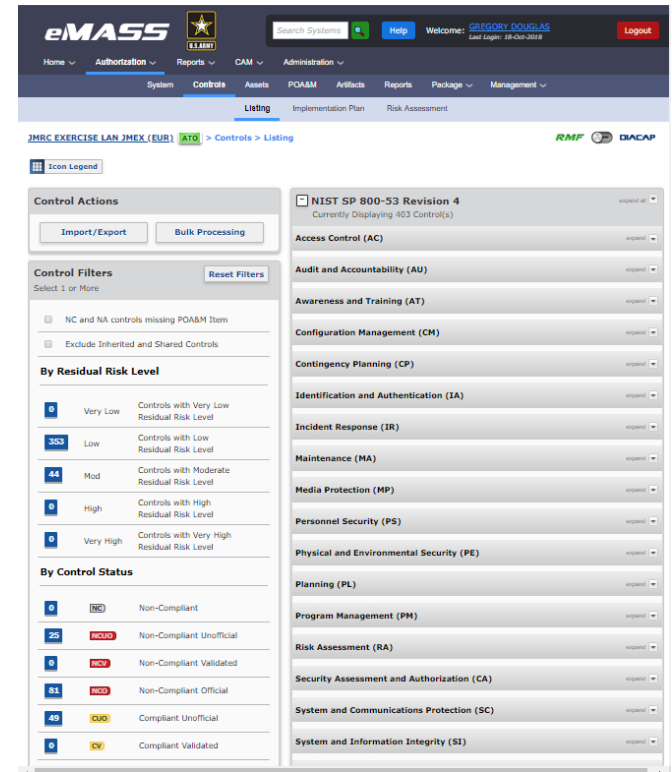 eMASS
U.S.ARMY
Search Systems
Help
Welcome: GREGORY DOUGLAS
Last Login: 16-Oct-2018
Logout
Home
Authorization
Reports
CAM
Administration
System
Controls
Assets
POA&M
Artifacts
Reports
Package
Management
Listing
Implementation Plan
Risk Assessment
JMRC EXERCISE LAN JMEX (EUR) ATO > Controls > Listing
RMF DIACAP
Icon Legend
Control Actions
Import/Export
Bulk Processing
Control Filters
Reset Filters
Select 1 or More
NC and NA controls missing POA&M Item
Exclude Inherited and Shared Controls
By Residual Risk Level
0 Very Low Controls with Very Low
Residual Risk Level
353 Low Controls with Low
Residual Risk Level
44 Mod Controls with Moderate
Residual Risk Level
0 High Controls with High
Residual Risk Level
0 Very High Controls with Very High
Residual Risk Level
By Control Status
0 NC Non-Compliant
25 NCUO Non-Compliant Unofficial
0 NCV Non-Compliant Validated
81 NCO Non-Compliant Official
49 CUO Compliant Unofficial
0 CV Compliant Validated
NIST SP 800-53 Revision 4
expand all
Currently Displaying 403 Control(s)
Access Control (AC) expand
Audit and Accountability (AU) expand
Awareness and Training (AT) expand
Configuration Management (CM) expand
Contingency Planning (CP) expand
Identification and Authentication (IA) expand
Incident Response (IR) expand
Maintenance (MA) expand
Media Protection (MP) expand
Personnel Security (PS) expand
Physical and Environmental Security (PE) expand
Planning (PL) expand
Program Management (PM) expand
Risk Assessment (RA) expand
Security Assessment and Authorization (CA) expand
System and Communications Protection (SC) expand
System and Information Integrity (SI) expand